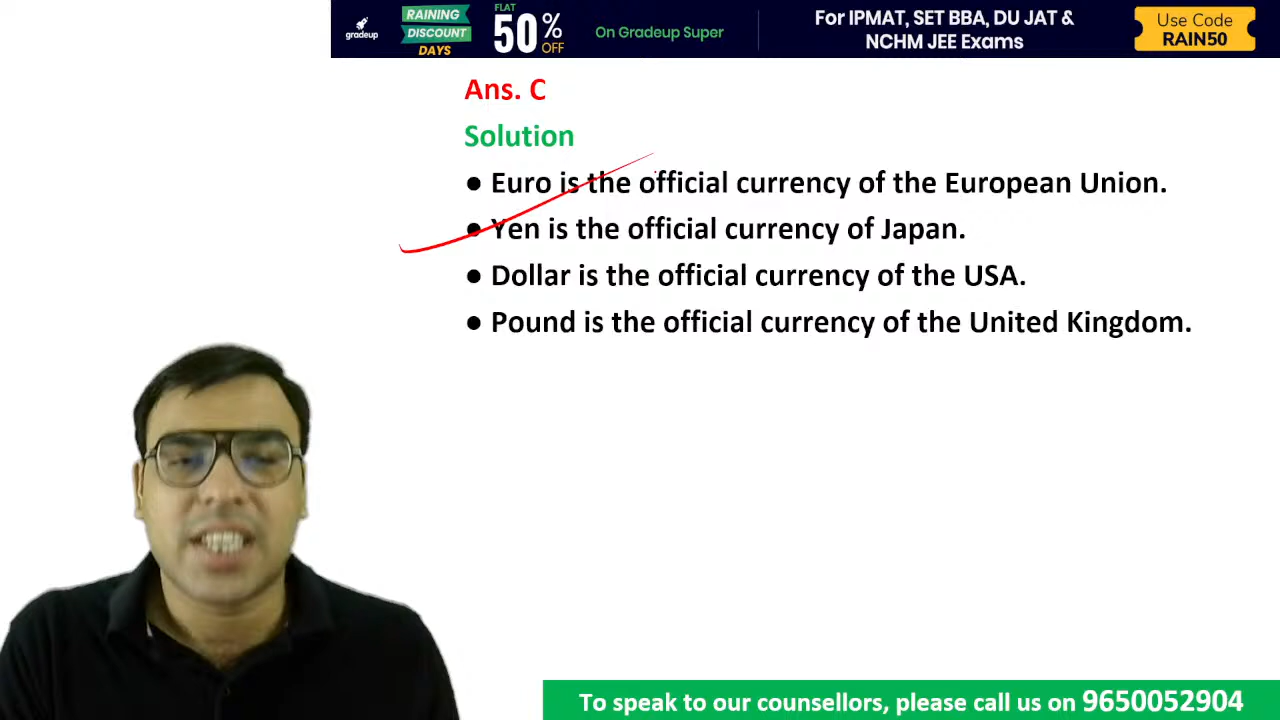 gradeup
RAINING
DISCOUNT
DAYS
FLAT
50%
OFF
On Gradeup Super
For IPMAT, SET BBA, DU JAT &
NCHM JEE Exams
Use Code
RAIN50
Ans. C
Solution
● Euro is the official currency of the European Union.
● Yen is the official currency of Japan.
● Dollar is the official currency of the USA.
● Pound is the official currency of the United Kingdom.
To speak to our counsellors, please call us on 9650052904